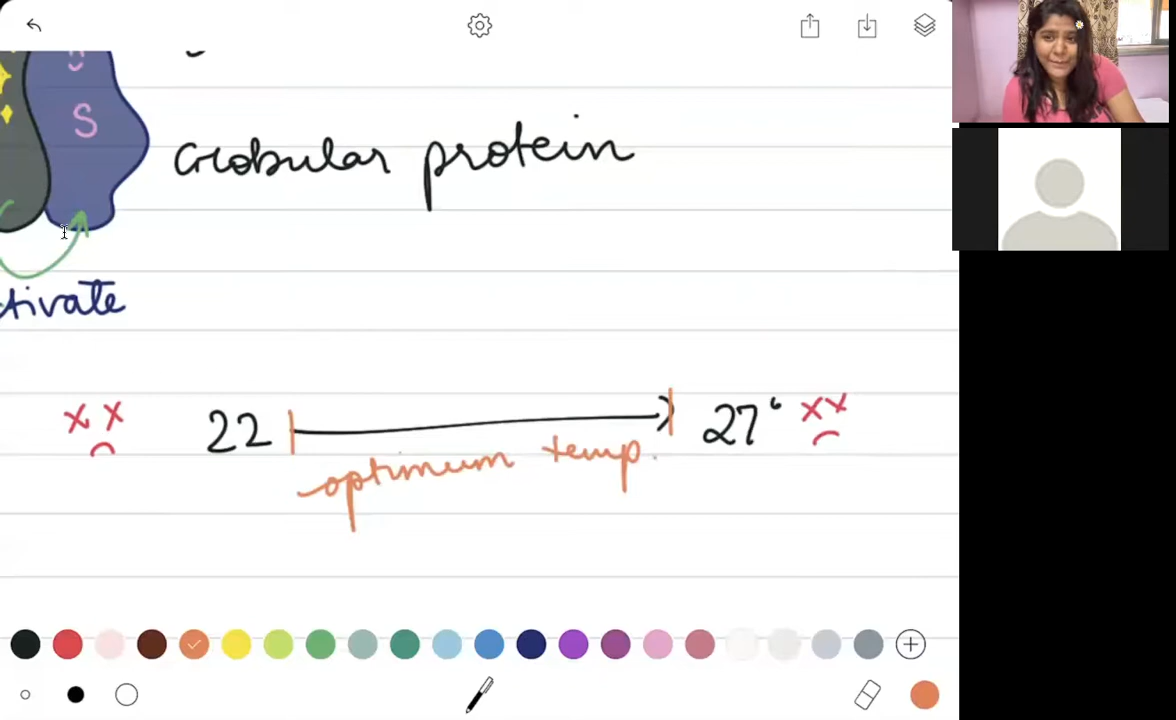 S
Globular protein
tivate
22 27°
optimum temp.